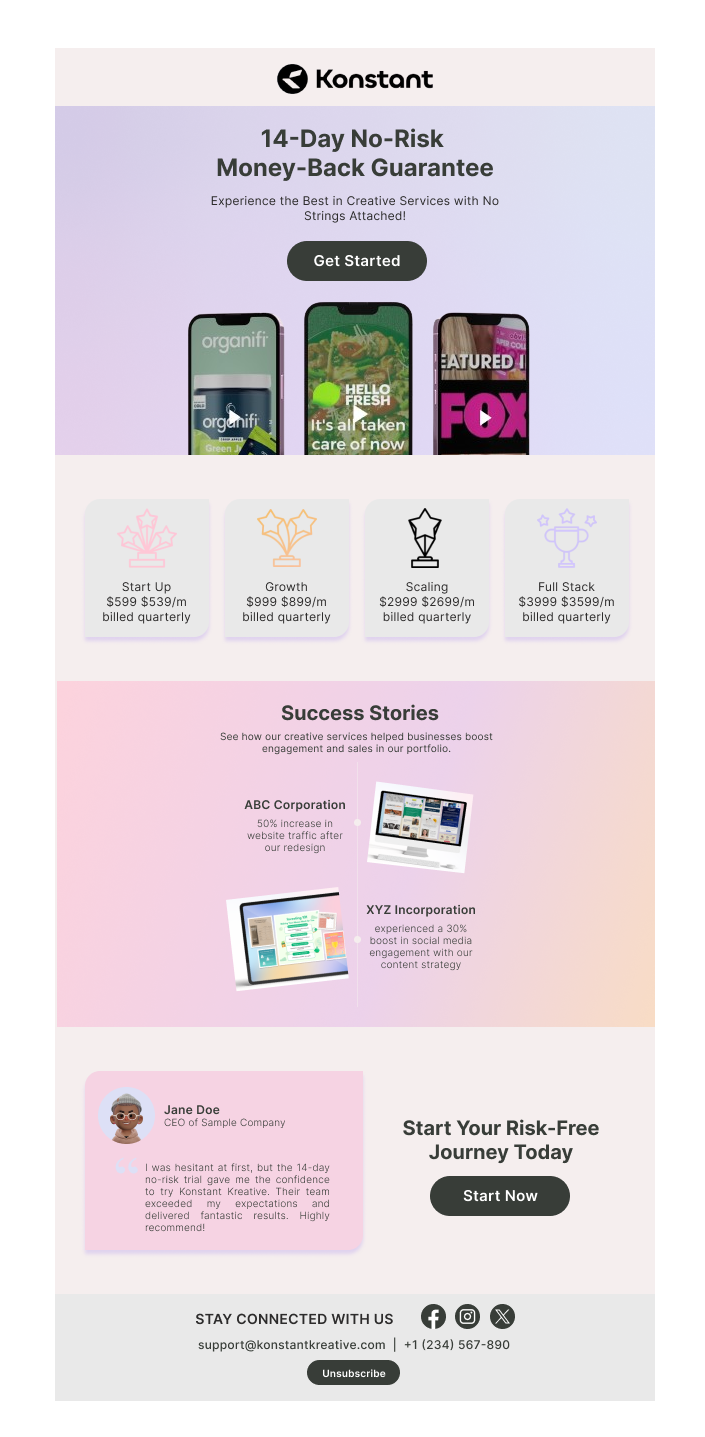 Konstant
14-Day No-Risk
Money-Back Guarantee
Experience the Best in Creative Services with No
Strings Attached!
Get Started
organifi
organifi
Green
HELLO
FRESH
It's all taken
care of now
EATURED
FOX
Start Up
$599 $539/m
billed quarterly
Growth
$999 $899/m
billed quarterly
Scaling
$2999 $2699/m
billed quarterly
Full Stack
$3999 $3599/m
billed quarterly
Success Stories
See how our creative services helped businesses boost
engagement and sales in our portfolio.
ABC Corporation
50% increase in
website traffic after
our redesign
XYZ Incorporation
experienced a 30%
boost in social media
engagement with our
content strategy
Jane Doe
CEO of Sample Company
I was hesitant at first, but the 14-day
no-risk trial gave me the confidence
to try Konstant Kreative. Their team
exceeded my expectations and
delivered fantastic results. Highly
recommend!
Start Your Risk-Free
Journey Today
Start Now
STAY CONNECTED WITH US
support@konstantkreative.com | +1 (234) 567-890
Unsubscribe